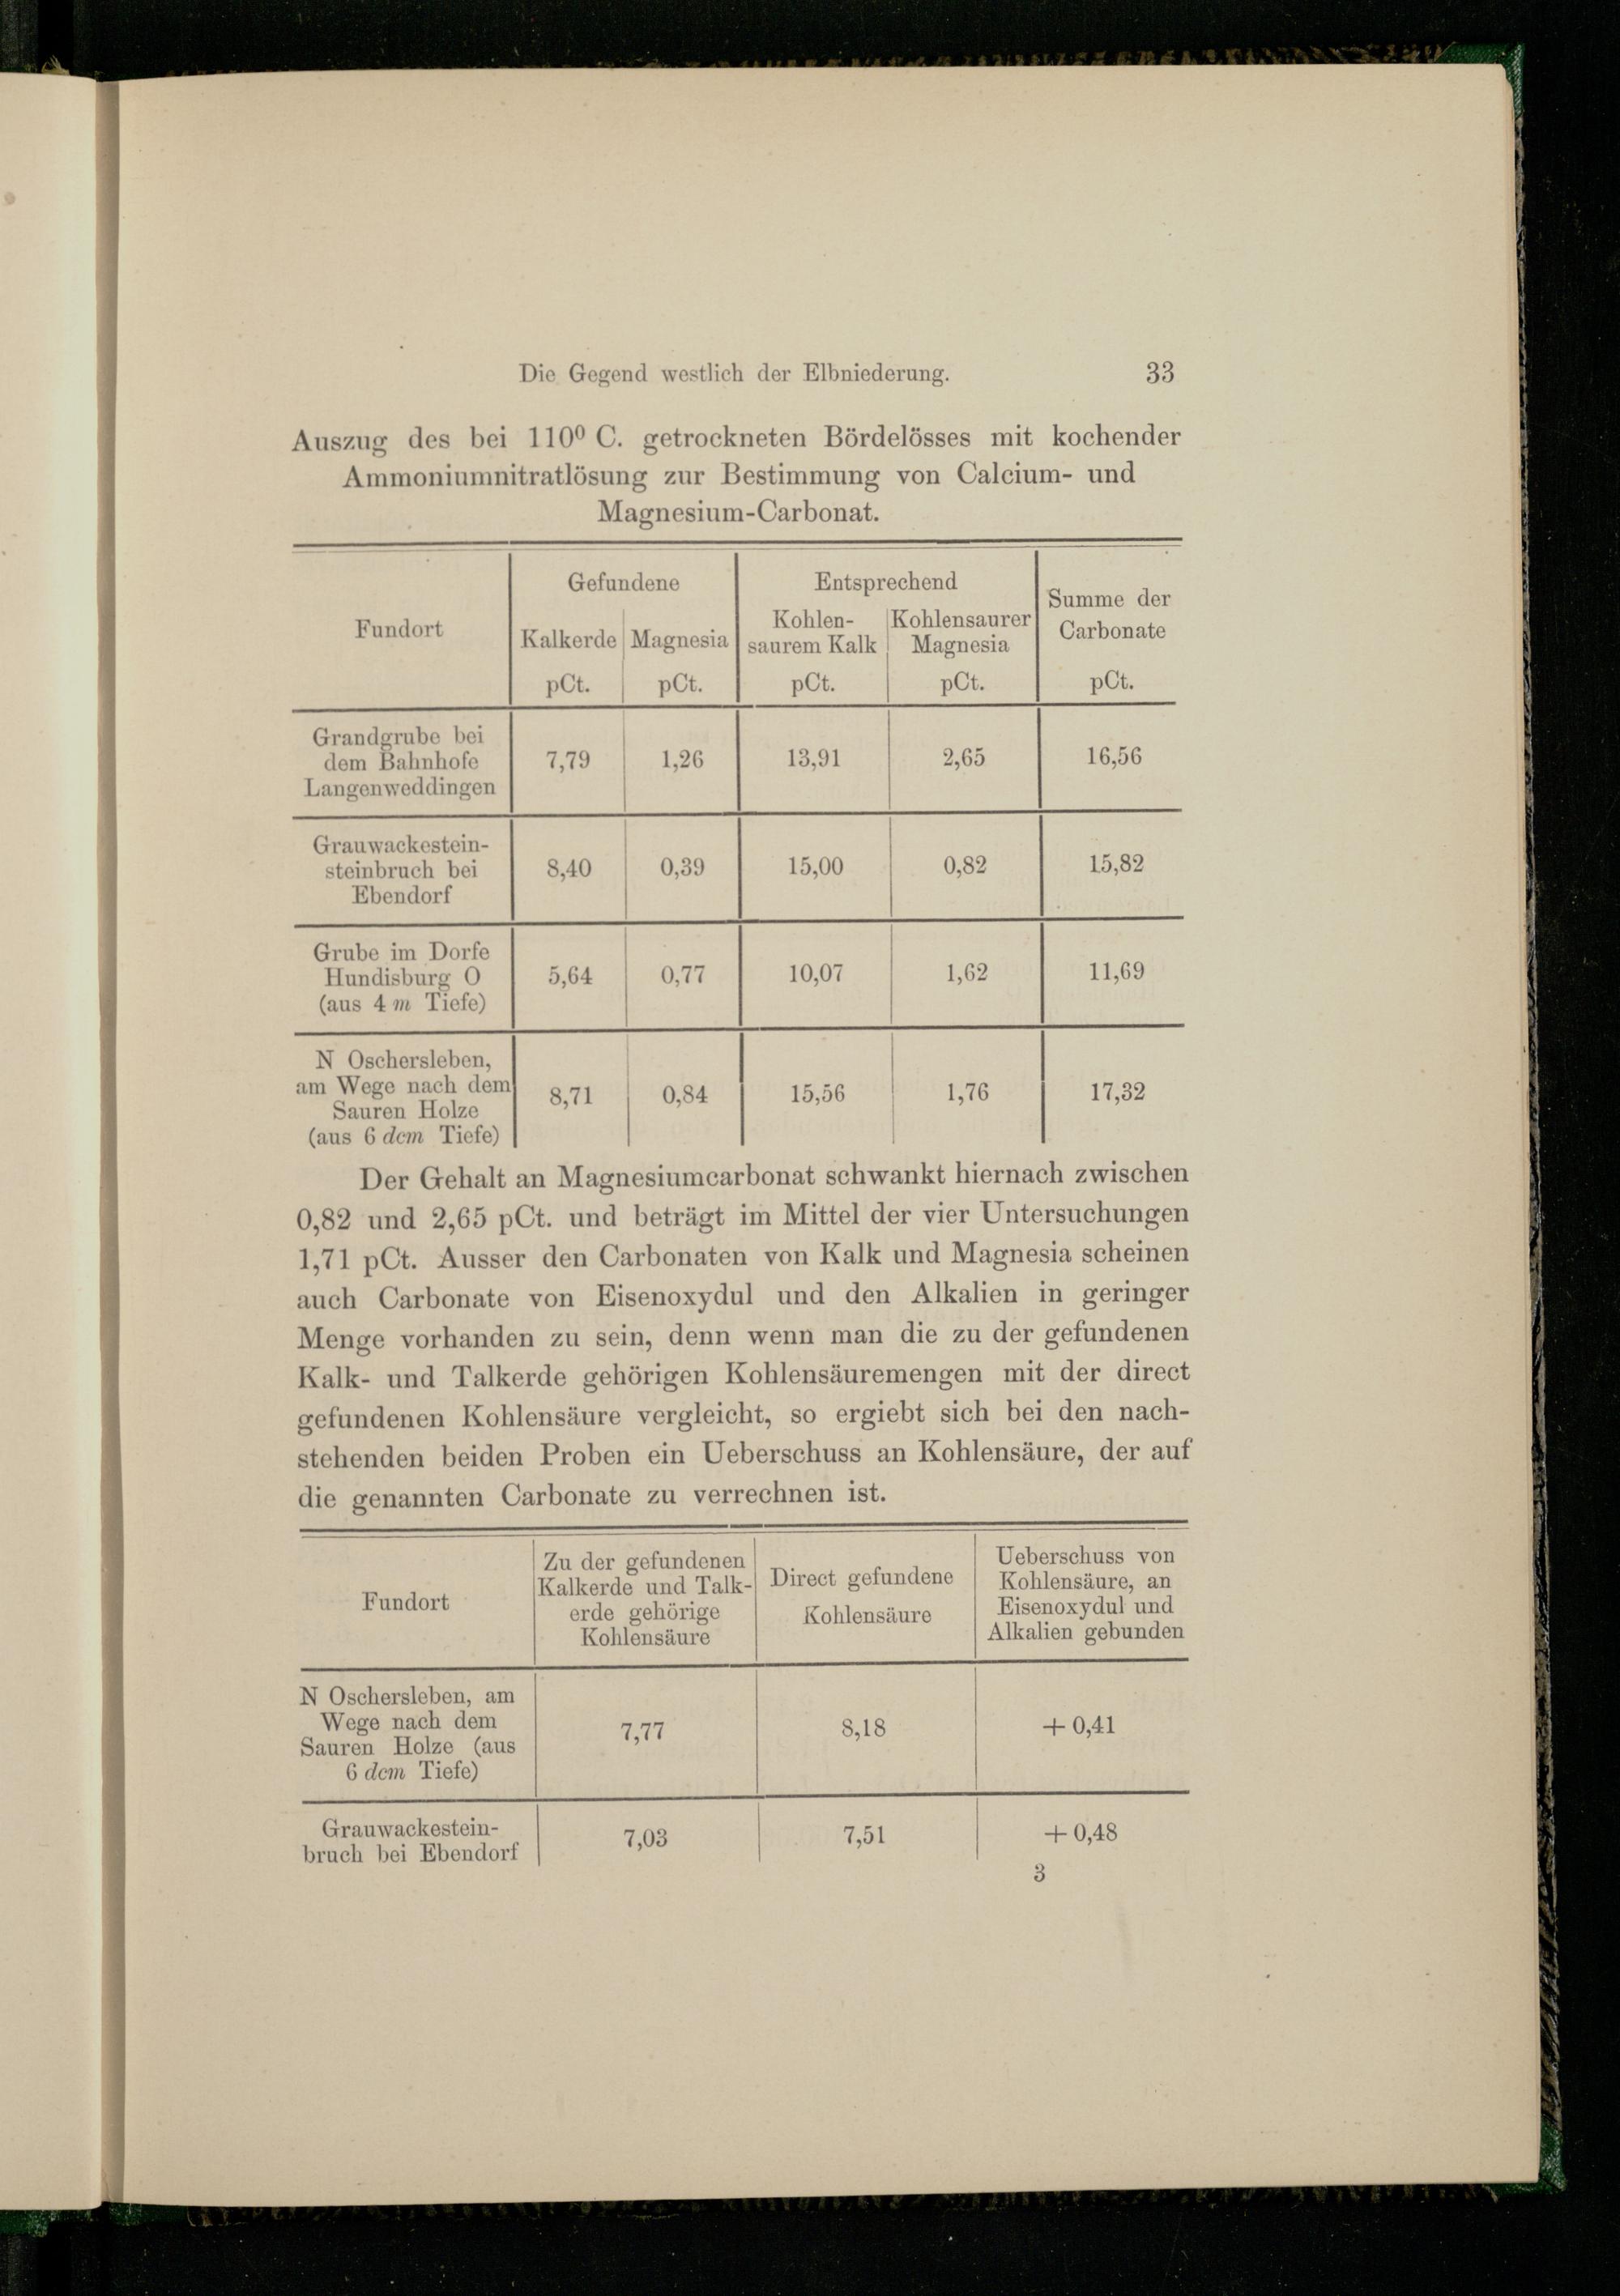 Die Gegend westlich der Elbniederung. 33
Auszug des bei 110⁰ C. getrockneten Bördelösses mit kochender
Ammoniumnitratlösung zur Bestimmung von Calcium- und
Magnesium-Carbonat.
Fundort Gefundene Entsprechend Summe der Carbonate
Kalkerde Magnesia Kohlen-saurem Kalk Kohlensaurer Magnesia
pCt. pCt. pCt. pCt. pCt.
Grandgrube bei
dem Bahnhofe 7,79 1,26 13,91 2,65 16,56
Langenweddingen
Grauwackestein-
steinbruch bei 8,40 0,39 15,00 0,82 15,82
Ebendorf
Grube im Dorfe
Hundisburg O 5,64 0,77 10,07 1,62 11,69
(aus 4 m Tiefe)
N Oschersleben,
am Wege nach dem 8,71 0,84 15,56 1,76 17,32
Sauren Holze
(aus 6 dcm Tiefe)
Der Gehalt an Magnesiumcarbonat schwankt hiernach zwischen
0,82 und 2,65 pCt. und beträgt im Mittel der vier Untersuchungen
1,71 pCt. Ausser den Carbonaten von Kalk und Magnesia scheinen
auch Carbonate von Eisenoxydul und den Alkalien in geringer
Menge vorhanden zu sein, denn wenn man die zu der gefundenen
Kalk- und Talkerde gehörigen Kohlensäuremengen mit der direct
gefundenen Kohlensäure vergleicht, so ergiebt sich bei den nach-
stehenden beiden Proben ein Ueberschuss an Kohlensäure, der auf
die genannten Carbonate zu verrechnen ist.
Fundort
Zu der gefundenen
Kalkerde und Talk-
erde gehörige
Kohlensäure
Direct gefundene
Kohlensäure
Ueberschuss von
Kohlensäure, an
Eisenoxydul und
Alkalien gebunden
N Oschersleben, am
Wege nach dem 7,77 8,18 + 0,41
Sauren Holze (aus
6 dcm Tiefe)
Grauwackestein- 7,03 7,51 + 0,48
bruch bei Ebendorf
3